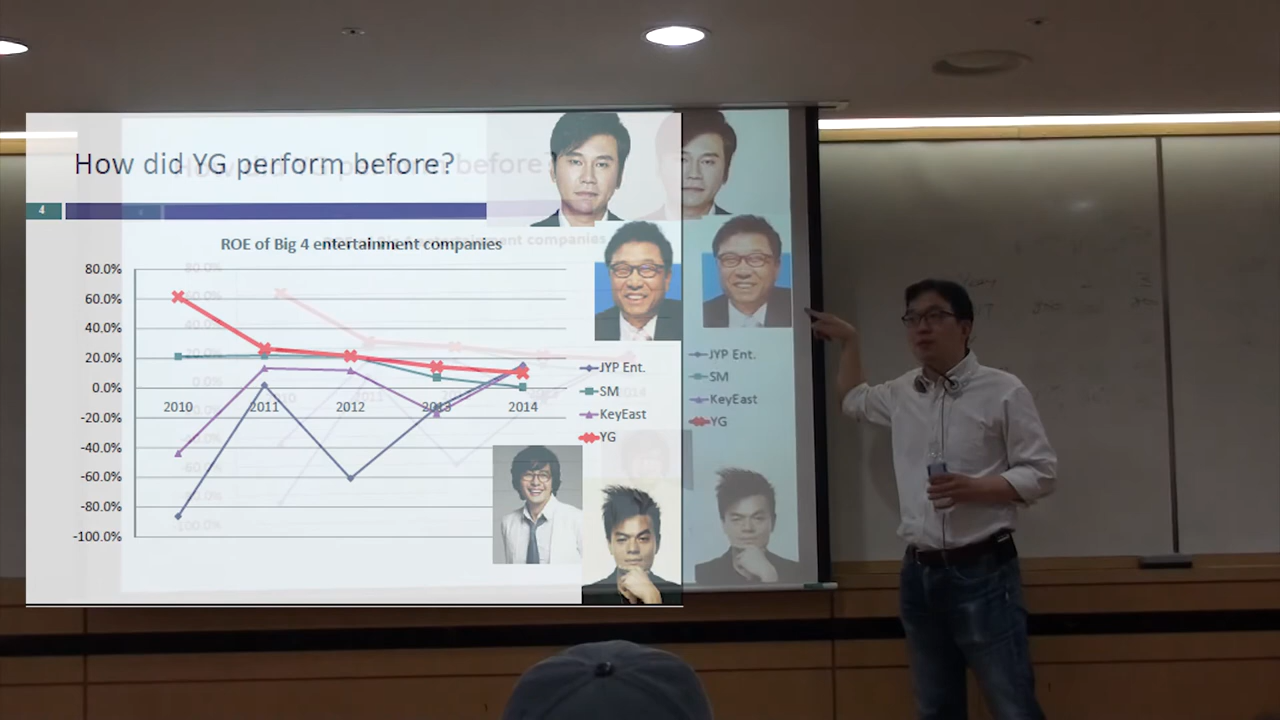 How did YG perform before?
4
ROE of Big 4 entertainment companies
80.0%
60.0%
40.0%
20.0%
0.0%
-20.0%
-40.0%
-60.0%
-80.0%
-100.0%
2010
2011
2012
2013
2014
JYP Ent.
SM
KeyEast
YG
JYP Ent.
SM
KeyEast
YG